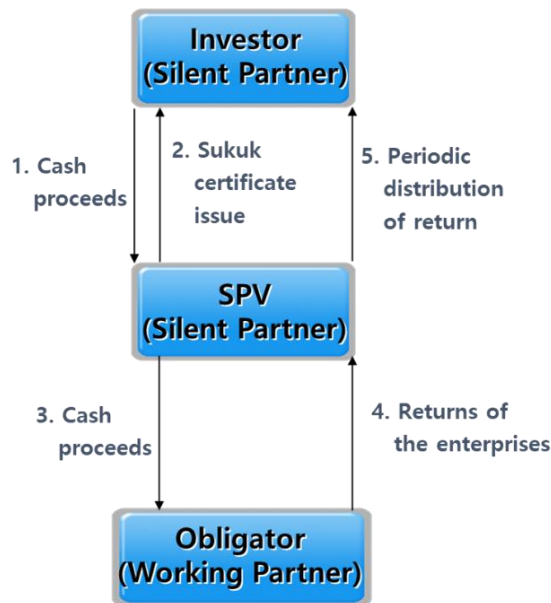 Investor
(Silent Partner)
1. Cash
proceeds
2. Sukuk
certificate
issue
5. Periodic
distribution
of return
SPV
(Silent Partner)
3. Cash
proceeds
4. Returns of
the enterprises
Obligator
(Working Partner)